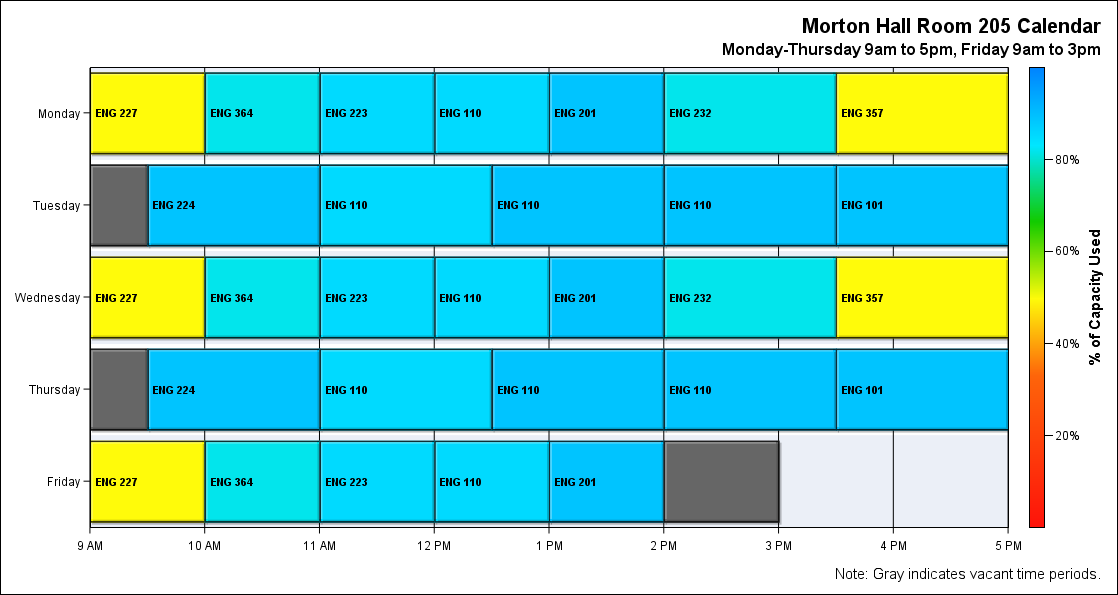 Morton Hall Room 205 Calendar
Monday-Thursday 9am to 5pm, Friday 9am to 3pm
Monday ENG 227 ENG 364 ENG 223 ENG 110 ENG 201 ENG 232 ENG 357
Tuesday ENG 224 ENG 110 ENG 110 ENG 110 ENG 101
Wednesday ENG 227 ENG 364 ENG 223 ENG 110 ENG 201 ENG 232 ENG 357
Thursday ENG 224 ENG 110 ENG 110 ENG 110 ENG 101
Friday ENG 227 ENG 364 ENG 223 ENG 110 ENG 201
9 AM 10 AM 11 AM 12 PM 1 PM 2 PM 3 PM 4 PM 5 PM
80%
60%
40%
20%
% of Capacity Used
Note: Gray indicates vacant time periods.